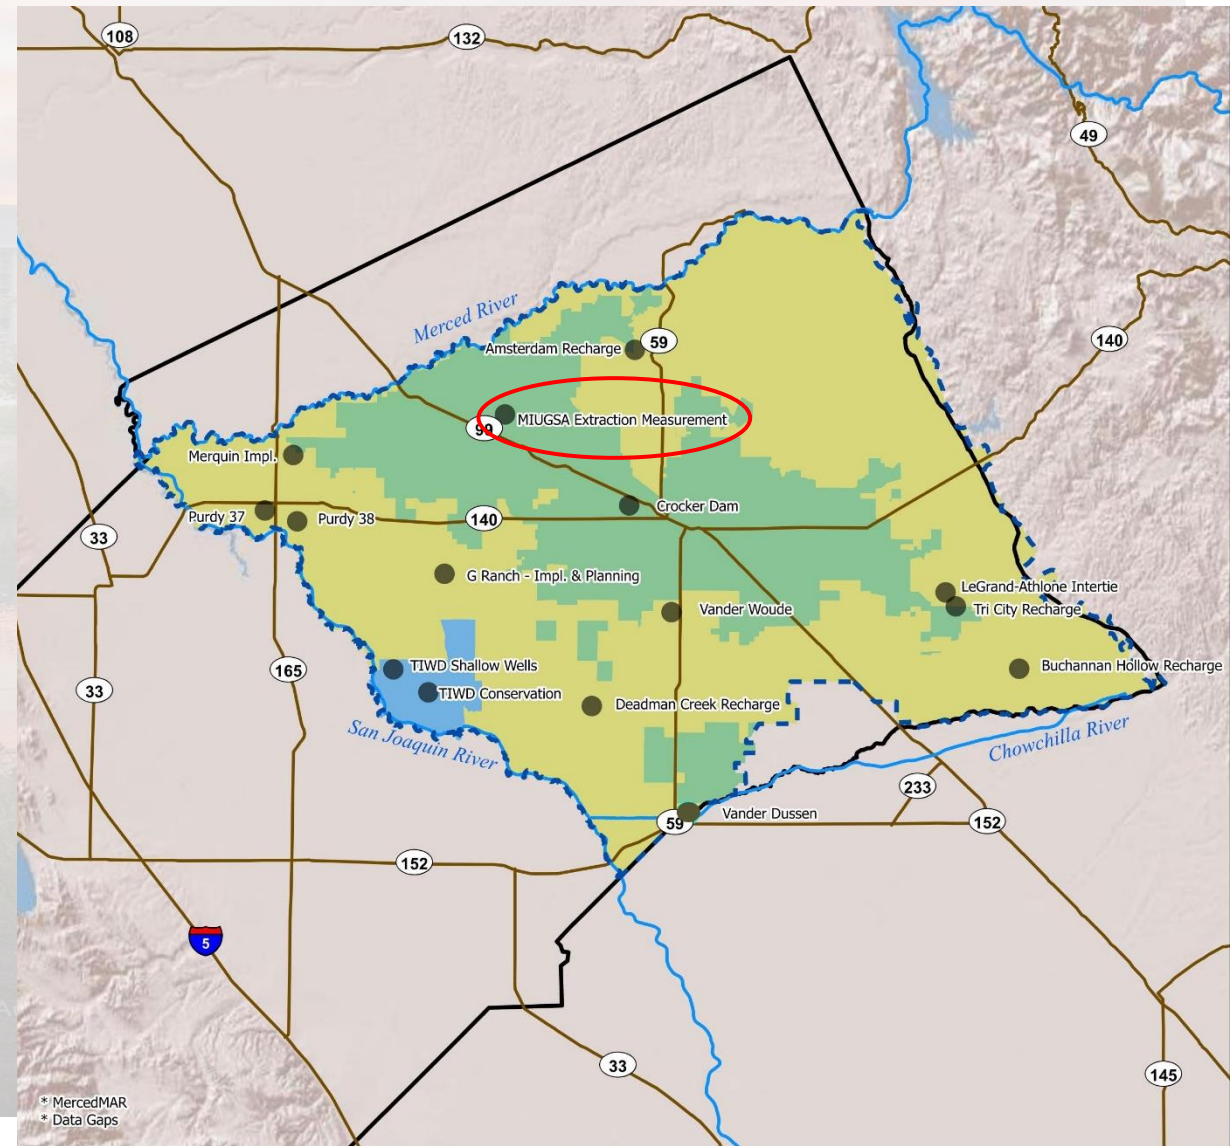 108
132
49
Merced River
Amsterdam Recharge
59
140
MIUGSA Extraction Measurement
99
Merquin Impl.
Crocker Dam
Purdy 37
Purdy 38
140
33
G Ranch - Impl. & Planning
LeGrand-Athlone Intertie
Vander Woude
Tri City Recharge
TIWD Shallow Wells
165
Buchannan Hollow Recharge
33
TIWD Conservation
Deadman Creek Recharge
San Joaquin River
Chowchilla River
233
Vander Dussen
59
152
152
5
33
145
* MercedMAR
* Data Gaps